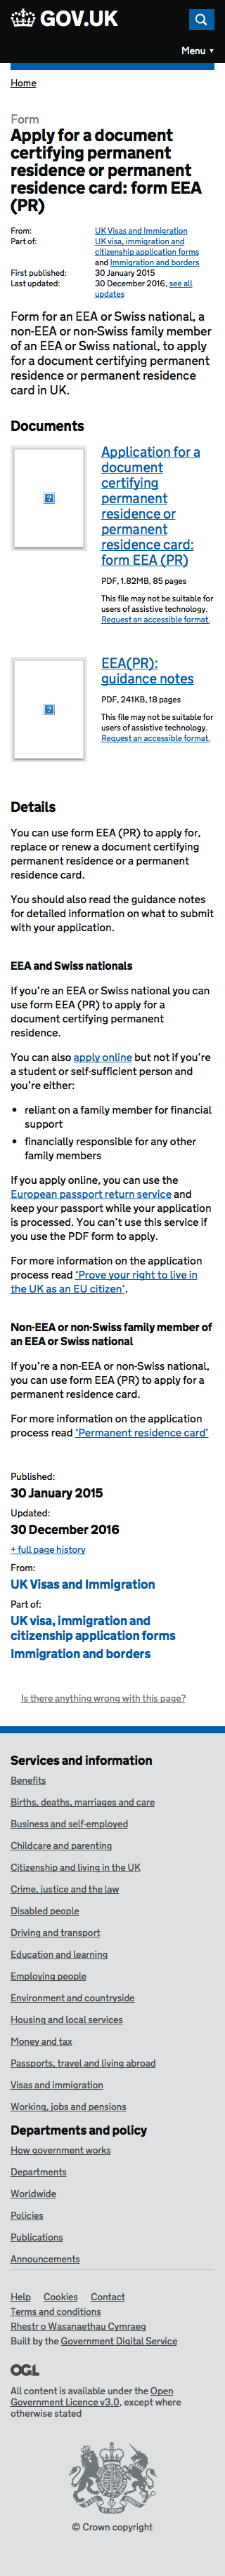 GOV.UK
Menu ▼
Home
Form
Apply for a document
certifying permanent
residence or permanent
residence card: form EEA
(PR)
From: UK Visas and Immigration
Part of: UK visa, immigration and
citizenship application forms
and Immigration and borders
First published: 30 January 2015
Last updated: 30 December 2016, see all
updates
Form for an EEA or Swiss national, a
non-EEA or non-Swiss family member
of an EEA or Swiss national, to apply
for a document certifying permanent
residence or permanent residence
card in UK.
Documents
Application for a
document
certifying
permanent
residence or
permanent
residence card:
form EEA (PR)
PDF, 1.82MB, 85 pages
This file may not be suitable for
users of assistive technology.
Request an accessible format.
EEA(PR):
guidance notes
PDF, 241KB, 18 pages
This file may not be suitable for
users of assistive technology.
Request an accessible format.
Details
You can use form EEA (PR) to apply for,
replace or renew a document certifying
permanent residence or a permanent
residence card.
You should also read the guidance notes
for detailed information on what to submit
with your application.
EEA and Swiss nationals
If you’re an EEA or Swiss national you can
use form EEA (PR) to apply for a
document certifying permanent
residence.
You can also apply online but not if you’re
a student or self-sufficient person and
you’re either:
• reliant on a family member for financial
support
• financially responsible for any other
family members
If you apply online, you can use the
European passport return service and
keep your passport while your application
is processed. You can’t use this service if
you use the PDF form to apply.
For more information on the application
process read ‘Prove your right to live in
the UK as an EU citizen’.
Non-EEA or non-Swiss family member of
an EEA or Swiss national
If you’re a non-EEA or non-Swiss national,
you can use form EEA (PR) to apply for a
permanent residence card.
For more information on the application
process read ‘Permanent residence card’
Published:
30 January 2015
Updated:
30 December 2016
+ full page history
From:
UK Visas and Immigration
Part of:
UK visa, immigration and
citizenship application forms
Immigration and borders
Is there anything wrong with this page?
Services and information
Benefits
Births, deaths, marriages and care
Business and self-employed
Childcare and parenting
Citizenship and living in the UK
Crime, justice and the law
Disabled people
Driving and transport
Education and learning
Employing people
Environment and countryside
Housing and local services
Money and tax
Passports, travel and living abroad
Visas and immigration
Working, jobs and pensions
Departments and policy
How government works
Departments
Worldwide
Policies
Publications
Announcements
Help Cookies Contact
Terms and conditions
Rhestr o Wasanaethau Cymraeg
Built by the Government Digital Service
OGL
All content is available under the Open
Government Licence v3.0, except where
otherwise stated
© Crown copyright